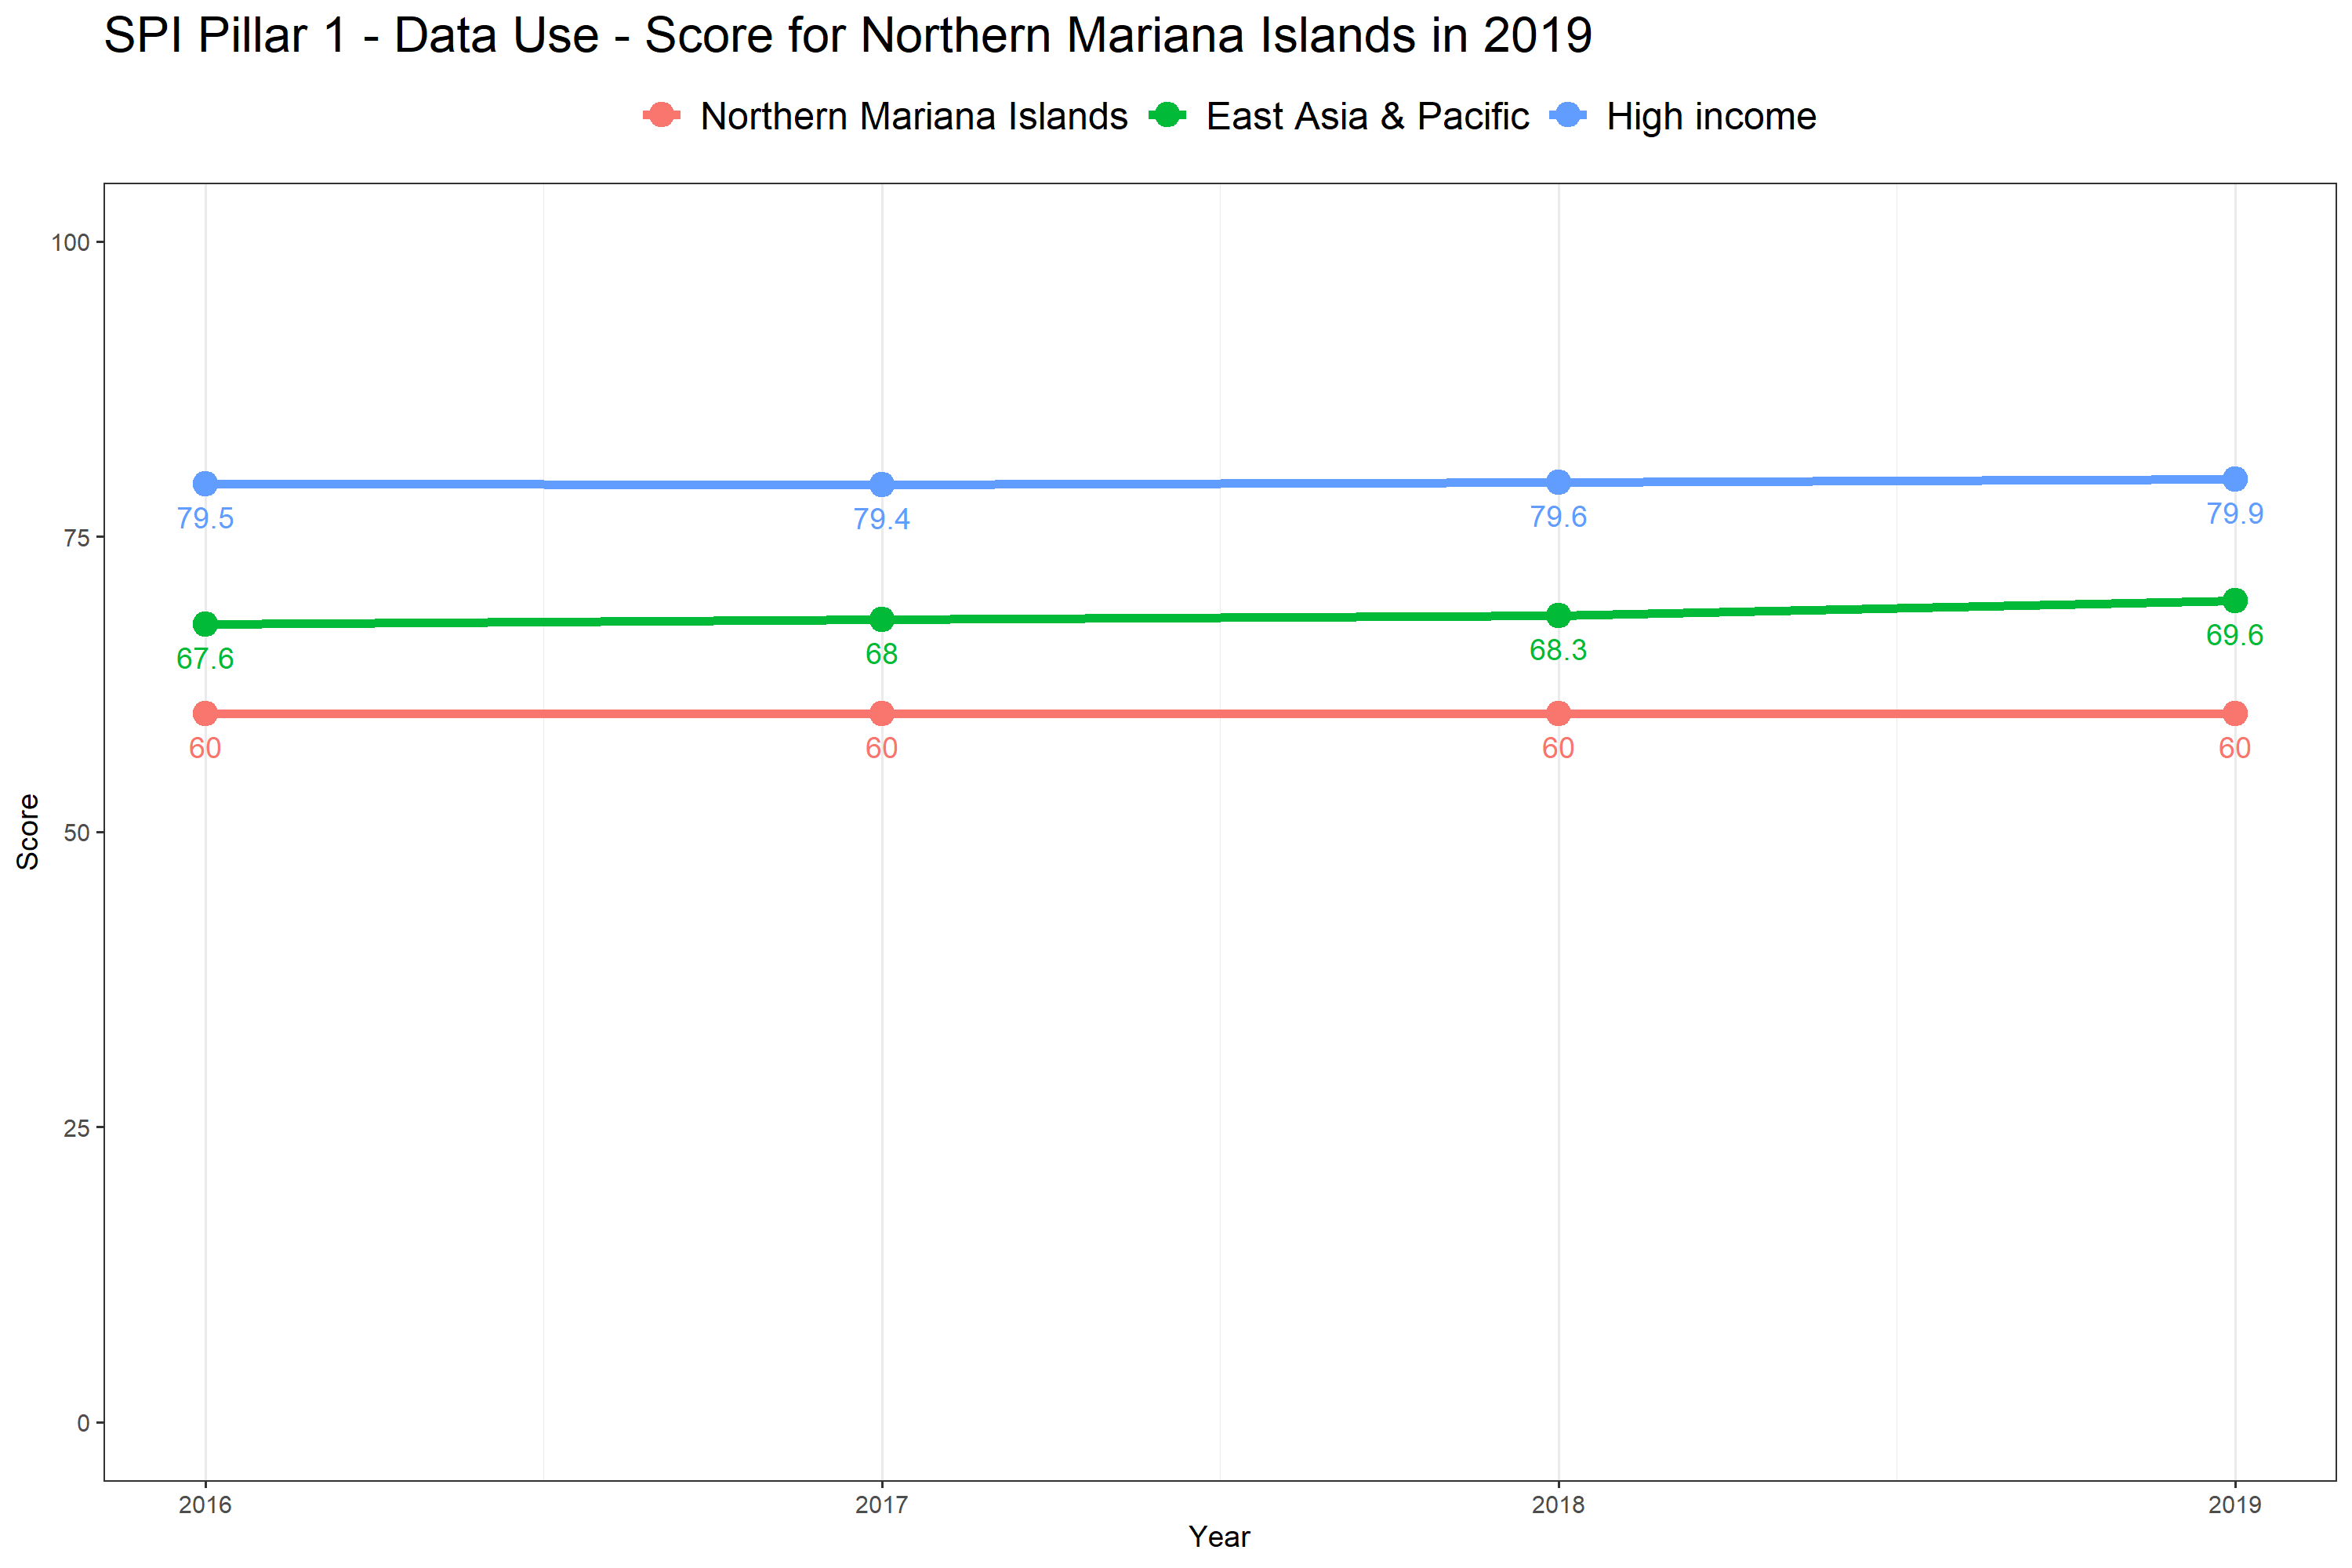 SPI Pillar 1 - Data Use - Score for Northern Mariana Islands in 2019
Northern Mariana Islands East Asia & Pacific High income
100
75
50
25
0
Score
79.5 79.4 79.6 79.9
67.6 68 68.3 69.6
60 60 60 60
2016 2017 2018 2019
Year